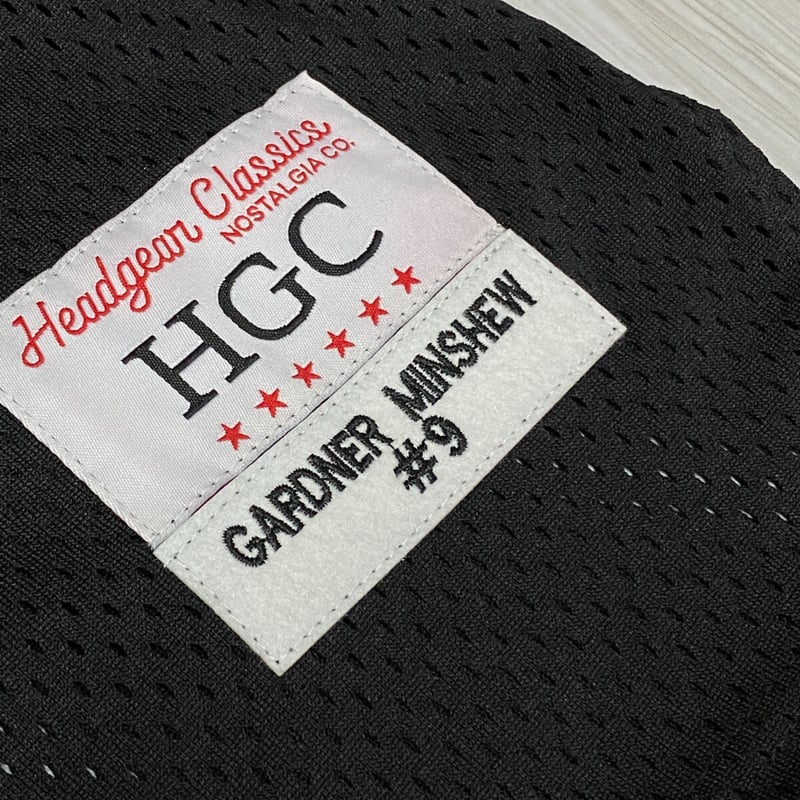 Headgear Classics
NOSTALGIA CO.
HGC
GARDNER MINSHEW
#9